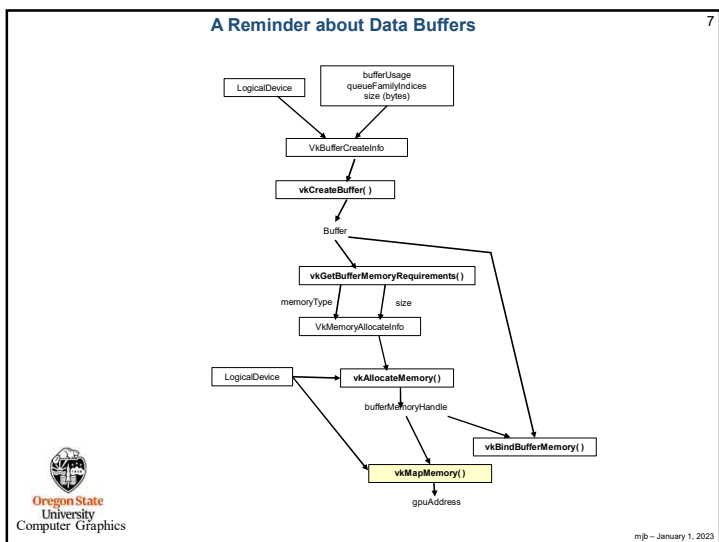 A Reminder about Data Buffers
7
LogicalDevice
bufferUsage
queueFamilyIndices
size (bytes)
VkBufferCreateInfo
vkCreateBuffer( )
Buffer
vkGetBufferMemoryRequirements( )
memoryType
size
VkMemoryAllocateInfo
LogicalDevice
vkAllocateMemory( )
bufferMemoryHandle
vkBindBufferMemory( )
vkMapMemory( )
gpuAddress
Oregon State
University
Computer Graphics
mjb – January 1, 2023